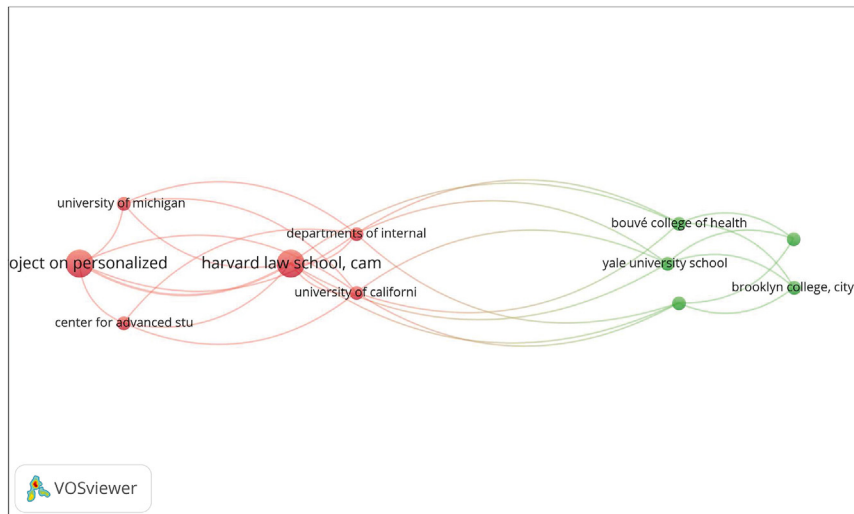 university of michigan
departments of internal
bouvé college of health
oject on personalized
harvard law school, cam
yale university school
university of californi
brooklyn college, city
center for advanced stu
VOSviewer